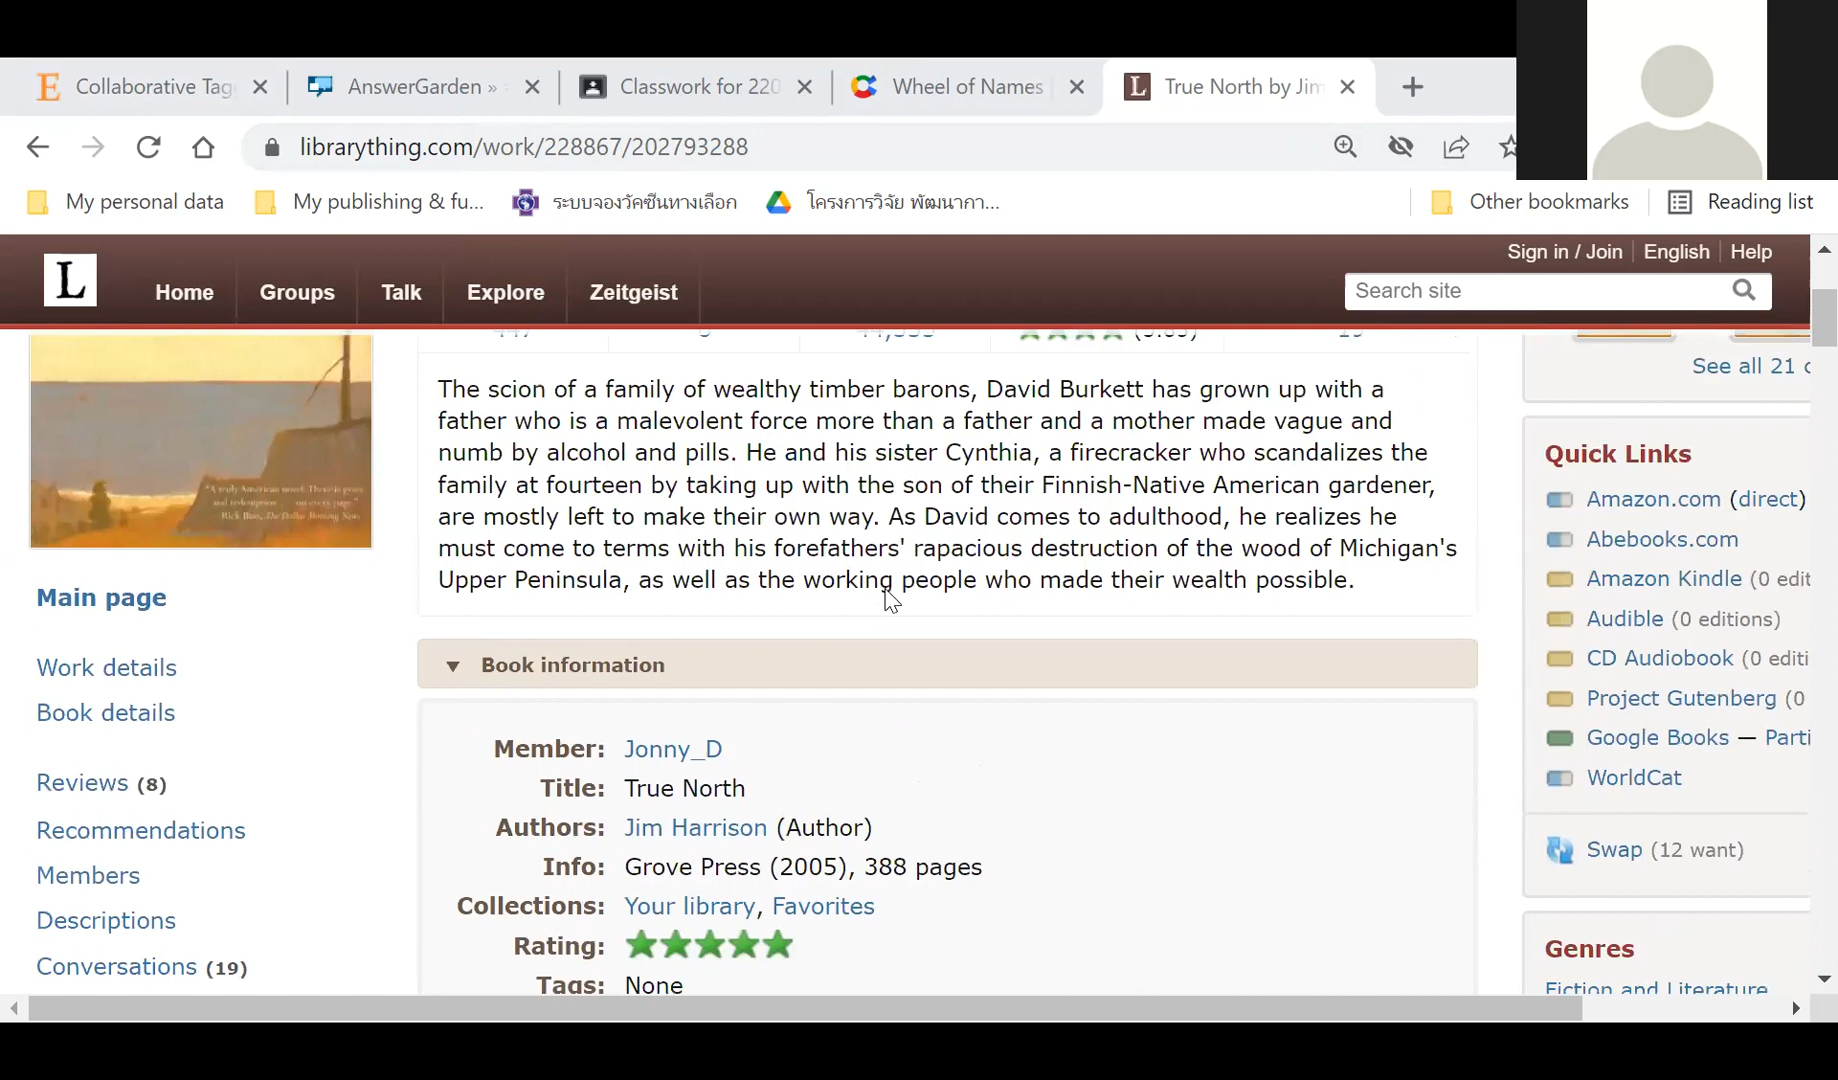 Collaborative Tag
AnswerGarden »
Classwork for 220
Wheel of Names
L True North by Jim
librarything.com/work/228867/202793288
My personal data
My publishing & fu...
ระบบจองวัคซีนทางเลือก
โครงการวิจัย พัฒนากา...
Other bookmarks
Reading list
Sign in / Join English Help
L Home Groups Talk Explore Zeitgeist
Search site
See all 21
The scion of a family of wealthy timber barons, David Burkett has grown up with a
father who is a malevolent force more than a father and a mother made vague and
numb by alcohol and pills. He and his sister Cynthia, a firecracker who scandalizes the
family at fourteen by taking up with the son of their Finnish-Native American gardener,
are mostly left to make their own way. As David comes to adulthood, he realizes he
must come to terms with his forefathers' rapacious destruction of the wood of Michigan's
Upper Peninsula, as well as the working people who made their wealth possible.
Main page
Work details
Book details
Reviews (8)
Recommendations
Members
Descriptions
Conversations (19)
Book information
Member: Jonny_D
Title: True North
Authors: Jim Harrison (Author)
Info: Grove Press (2005), 388 pages
Collections: Your library, Favorites
Rating:
Tags: None
Quick Links
Amazon.com (direct)
Abebooks.com
Amazon Kindle (0 edit
Audible (0 editions)
CD Audiobook (0 editi
Project Gutenberg (0
Google Books — Parti
WorldCat
Swap (12 want)
Genres
Fiction and Literature